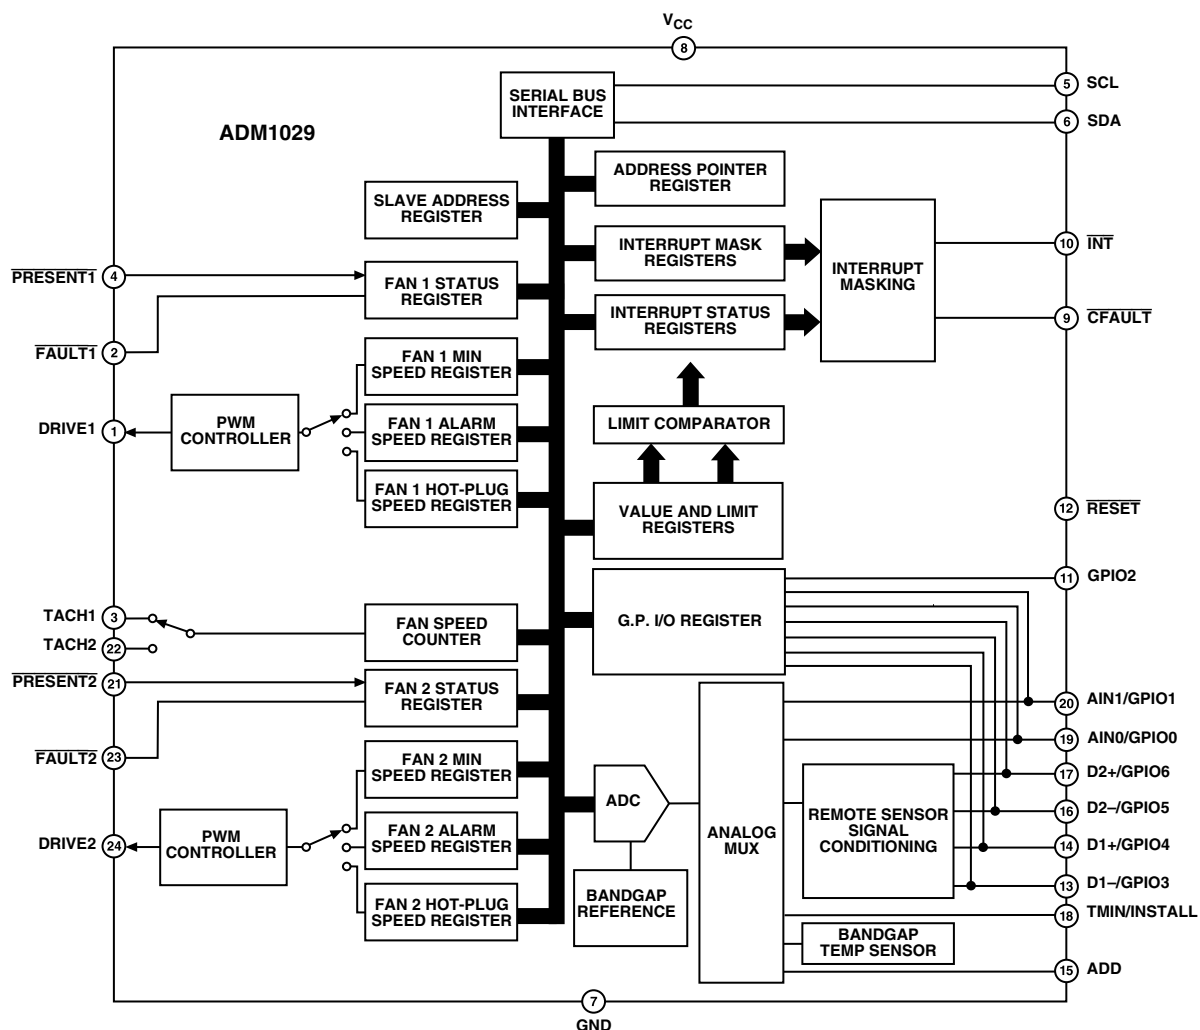 VCC
8
SERIAL BUS
INTERFACE
5
SCL
6
SDA
ADM1029
ADDRESS POINTER
REGISTER
SLAVE ADDRESS
REGISTER
INTERRUPT MASK
REGISTERS
INTERRUPT
MASKING
10
INT
PRESENT1
4
FAN 1 STATUS
REGISTER
INTERRUPT STATUS
REGISTERS
9
CFAULT
FAULT1
2
FAN 1 MIN
SPEED REGISTER
DRIVE1
1
PWM
CONTROLLER
FAN 1 ALARM
SPEED REGISTER
LIMIT COMPARATOR
FAN 1 HOT-PLUG
SPEED REGISTER
VALUE AND LIMIT
REGISTERS
12
RESET
11
GPIO2
TACH1
3
FAN SPEED
COUNTER
G.P. I/O REGISTER
TACH2
22
PRESENT2
21
FAN 2 STATUS
REGISTER
20
AIN1/GPIO1
19
AIN0/GPIO0
FAULT2
23
FAN 2 MIN
SPEED REGISTER
17
D2+/GPIO6
ADC
ANALOG
MUX
REMOTE SENSOR
SIGNAL
CONDITIONING
16
D2–/GPIO5
DRIVE2
24
PWM
CONTROLLER
FAN 2 ALARM
SPEED REGISTER
14
D1+/GPIO4
13
D1–/GPIO3
FAN 2 HOT-PLUG
SPEED REGISTER
BANDGAP
REFERENCE
18
TMIN/INSTALL
BANDGAP
TEMP SENSOR
15
ADD
7
GND